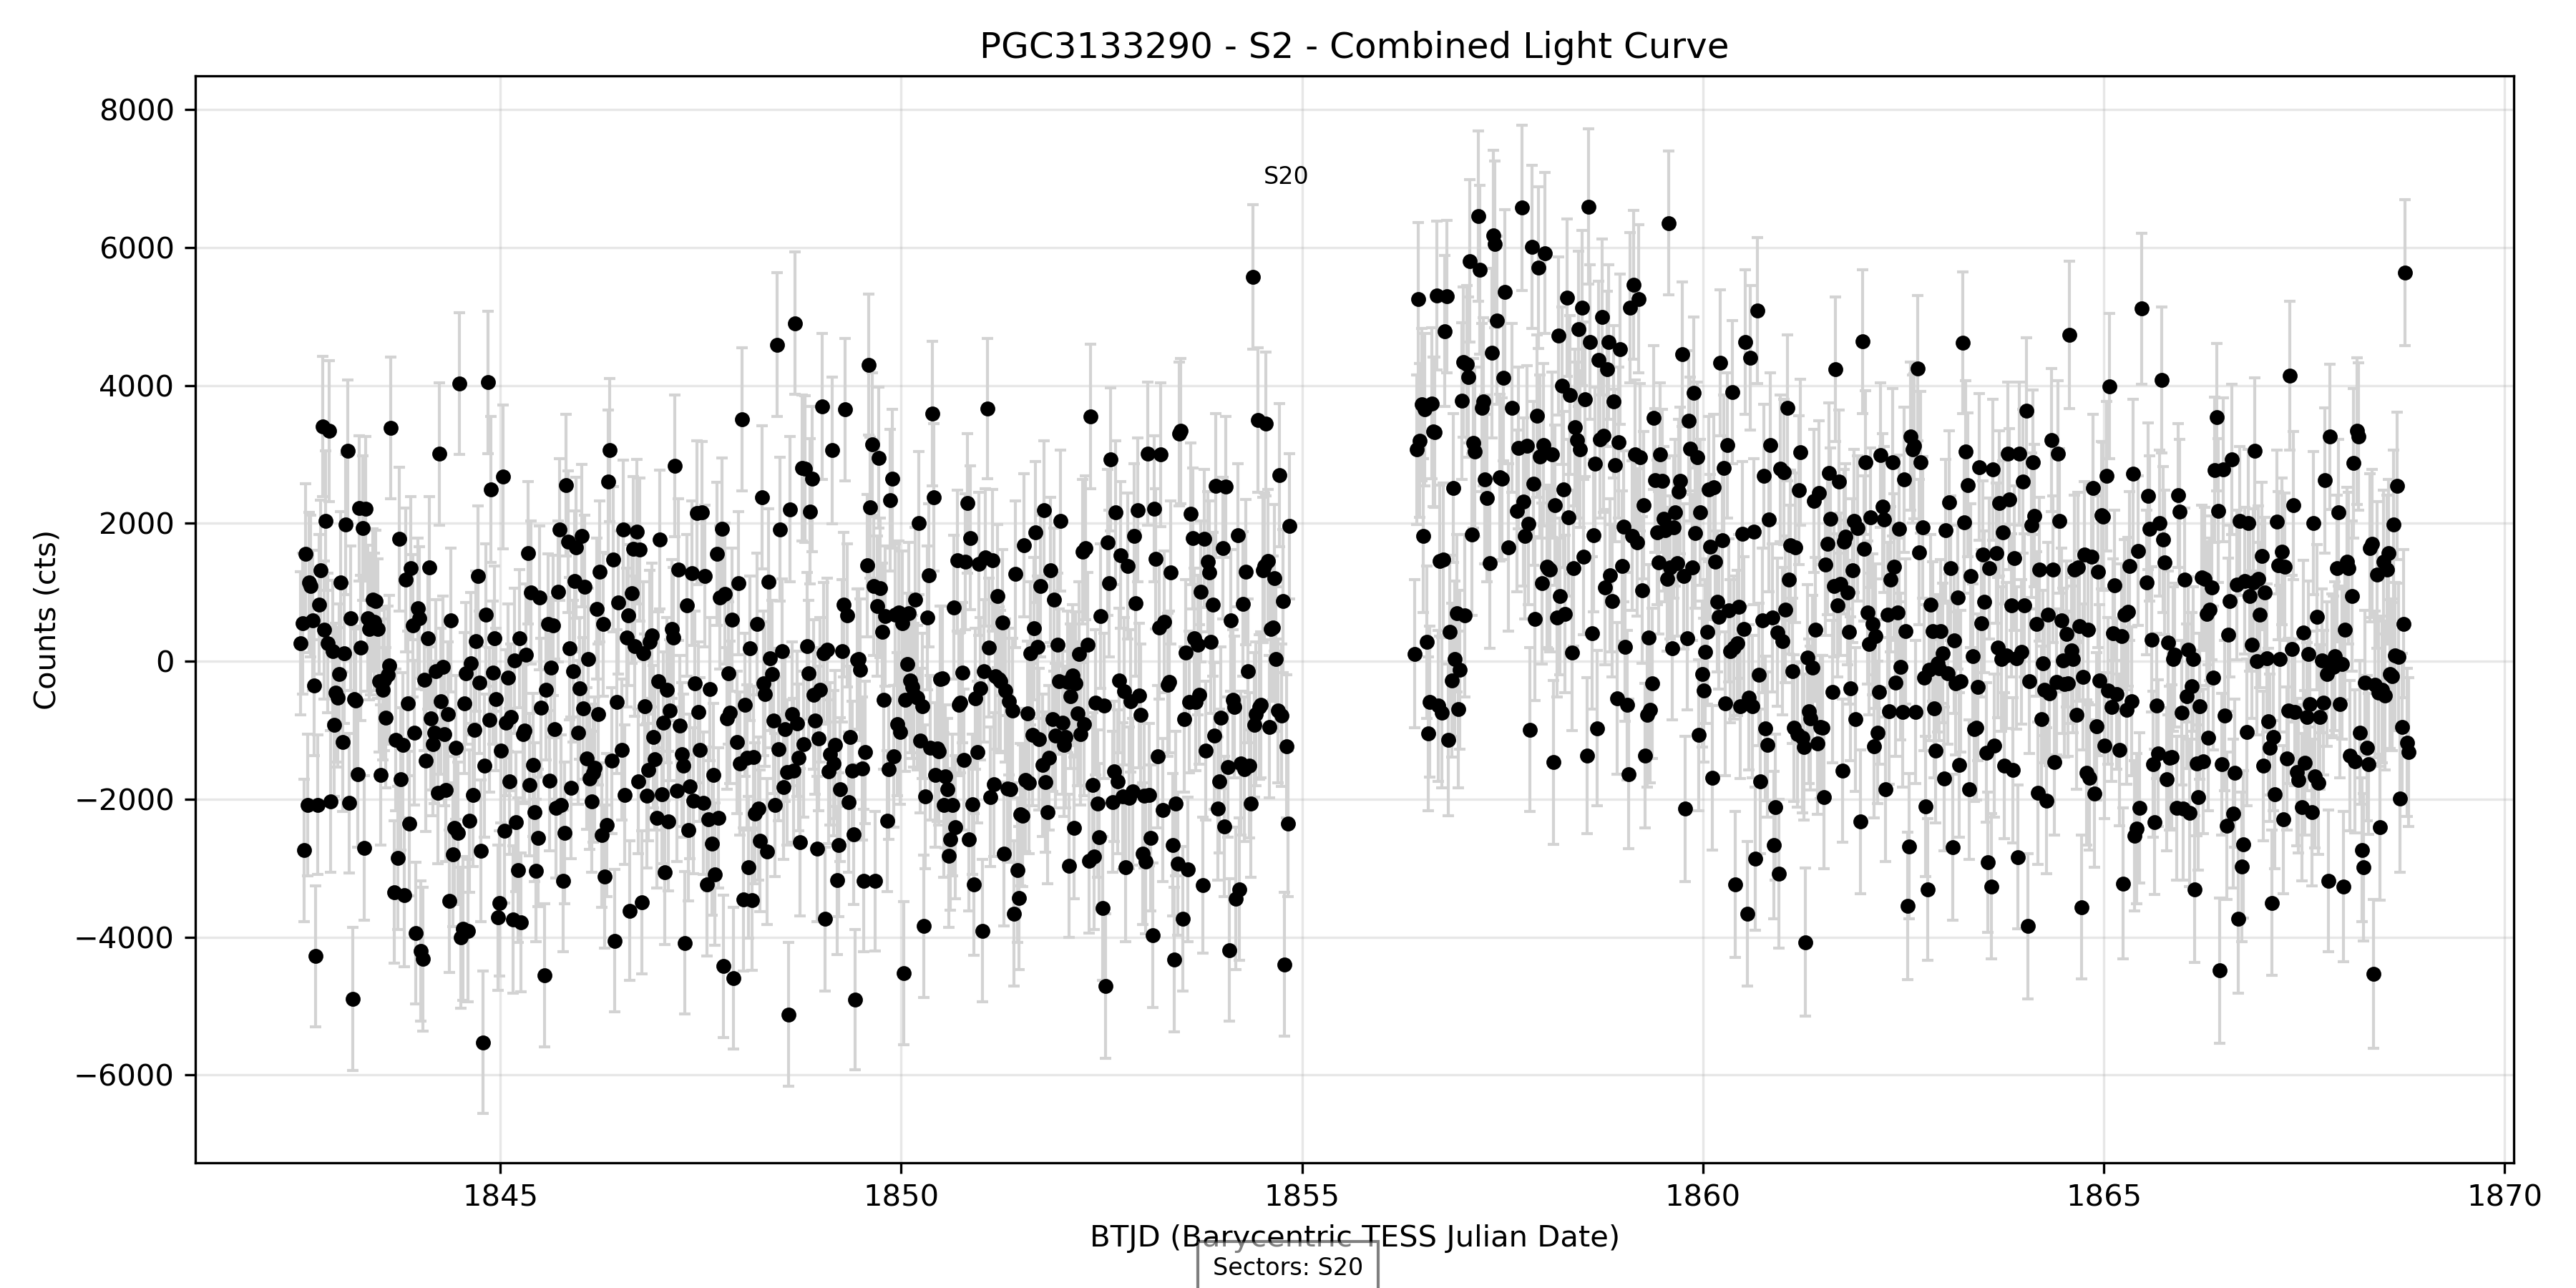 PGC3133290 - S2 - Combined Light Curve
8000
6000
4000
2000
0
−2000
−4000
−6000
Counts (cts)
S20
1845
1850
1855
1860
1865
1870
BTJD (Barycentric TESS Julian Date)
Sectors: S20